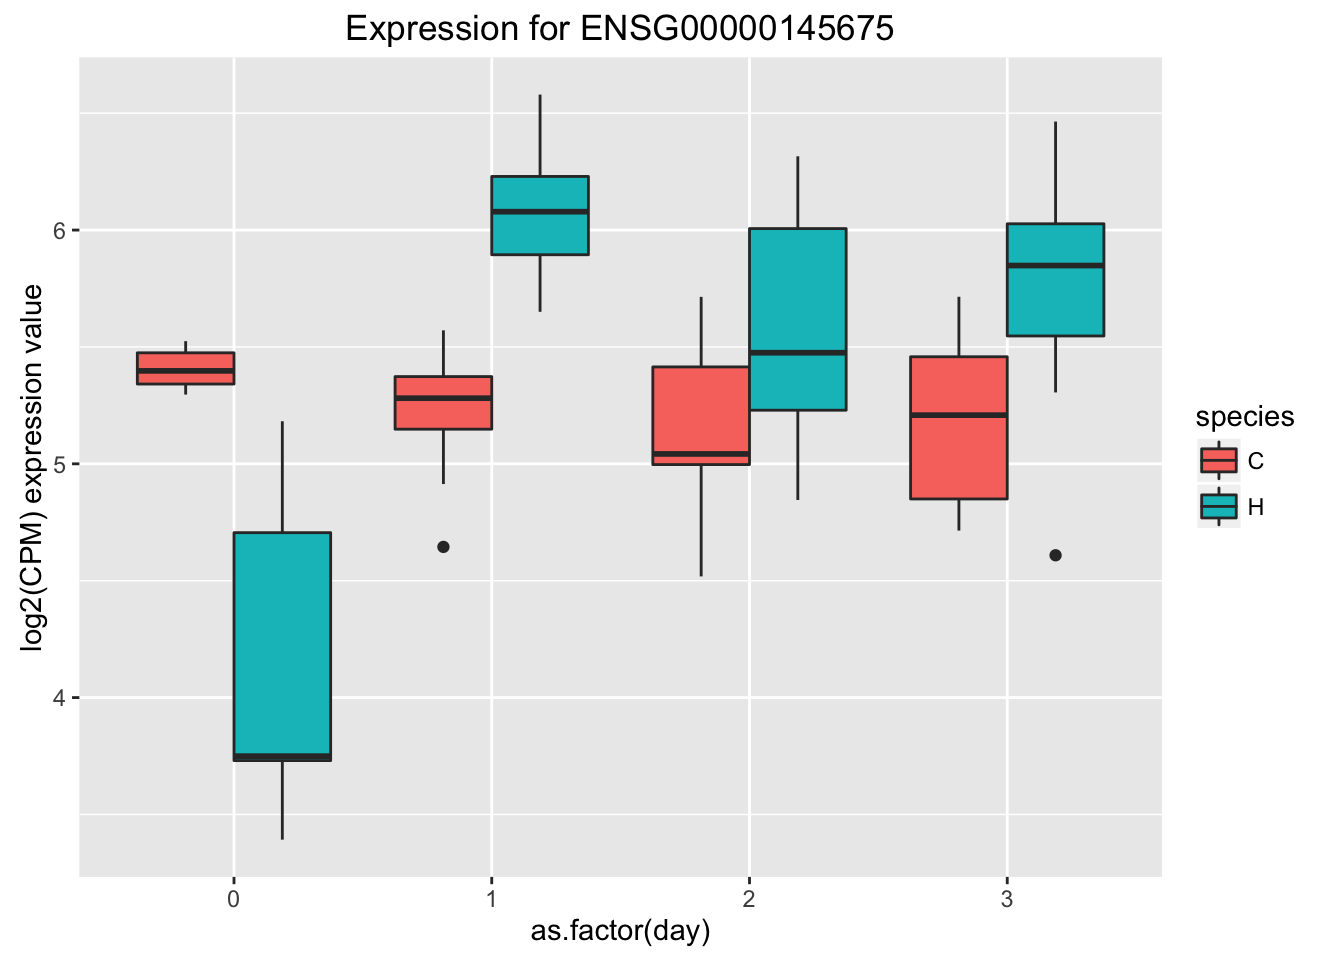 Expression for ENSG00000145675
log2(CPM) expression value
6
5
4
0 1 2 3
as.factor(day)
species
C
H